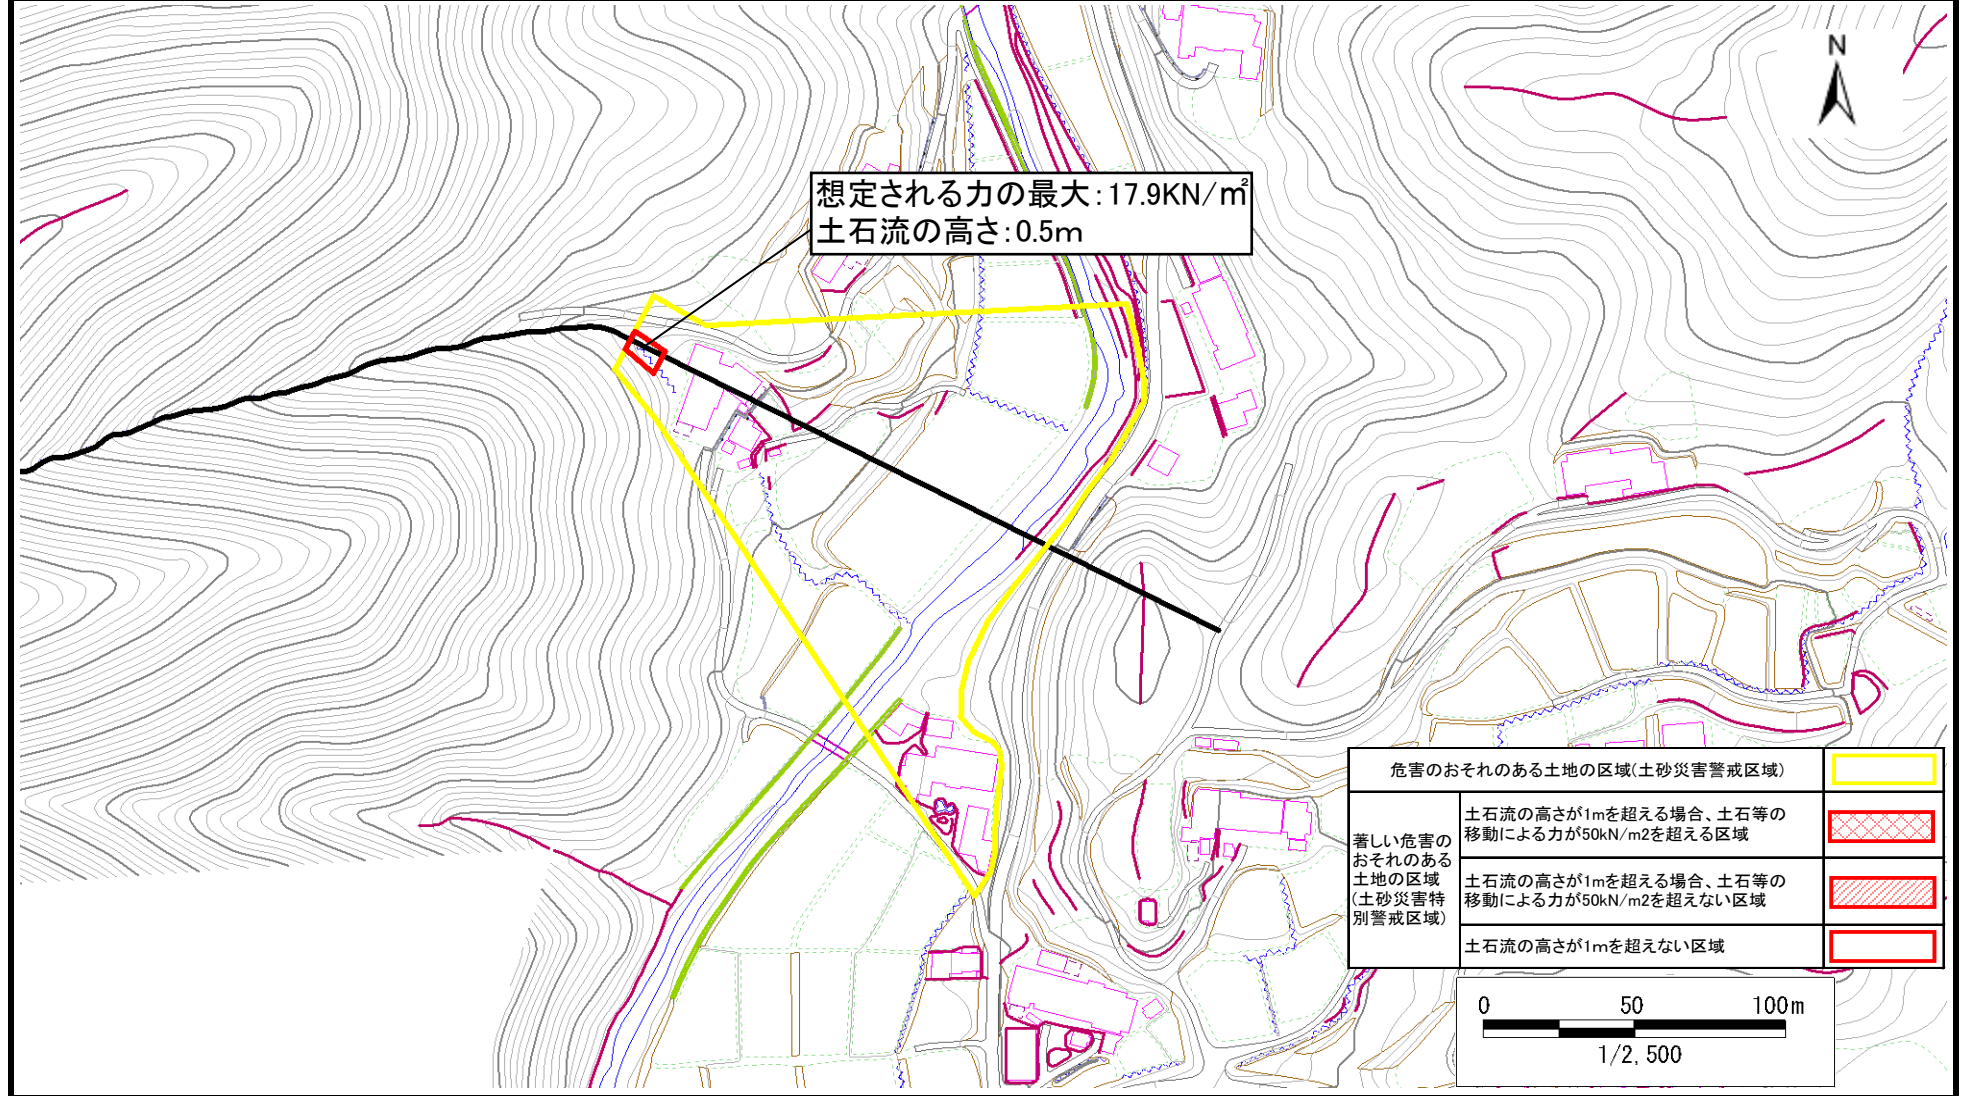 N
想定される力の最大:17.9KN/㎡
土石流の高さ:0.5m
危害のおそれのある土地の区域(土砂災害警戒区域)
著しい危害の
おそれのある
土地の区域
(土砂災害特
別警戒区域)
土石流の高さが1mを超える場合、土石等の
移動による力が50kN/m2を超える区域
土石流の高さが1mを超える場合、土石等の
移動による力が50kN/m2を超えない区域
土石流の高さが1mを超えない区域
0 50 100m
1/2,500